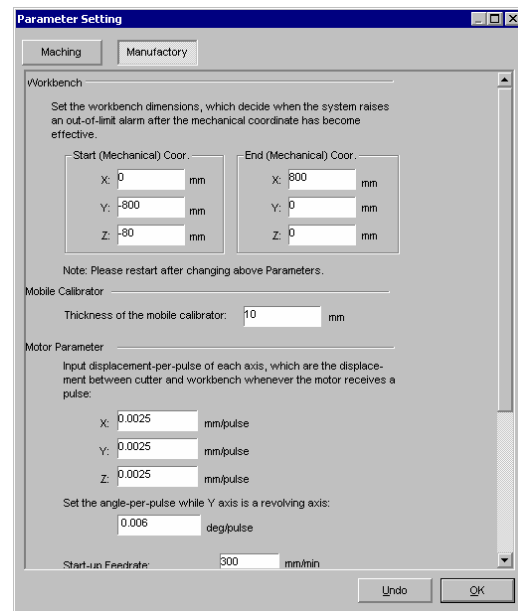 Parameter Setting
Maching Manufactory
Workbench
Set the workbench dimensions, which decide when the system raises
an out-of-limit alarm after the mechanical coordinate has become
effective.
Start (Mechanical) Coor. End (Mechanical) Coor.
X: 0 mm X: 800 mm
Y: -800 mm Y: 0 mm
Z: -80 mm Z: 0 mm
Note: Please restart after changing above Parameters.
Mobile Calibrator
Thickness of the mobile calibrator: 10 mm
Motor Parameter
Input displacement-per-pulse of each axis, which are the displace-
ment between cutter and workbench whenever the motor receives a
pulse:
X: 0.0025 mm/pulse
Y: 0.0025 mm/pulse
Z: 0.0025 mm/pulse
Set the angle-per-pulse while Y axis is a revolving axis:
0.006 deg/pulse
Start-up Feedrate: 300 mm/min
Undo OK